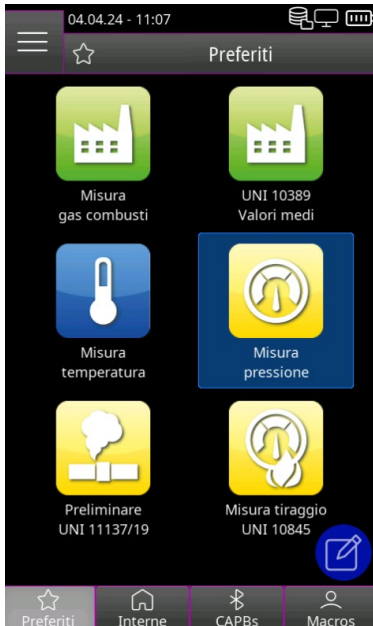 04.04.24 - 11:07
Preferiti
Misura
gas combusti
UNI 10389
Valori medi
Misura
temperatura
Misura
pressione
Preliminare
UNI 11137/19
Misura tiraggio
UNI 10845
Preferiti
Interne
CAPBs
Macros